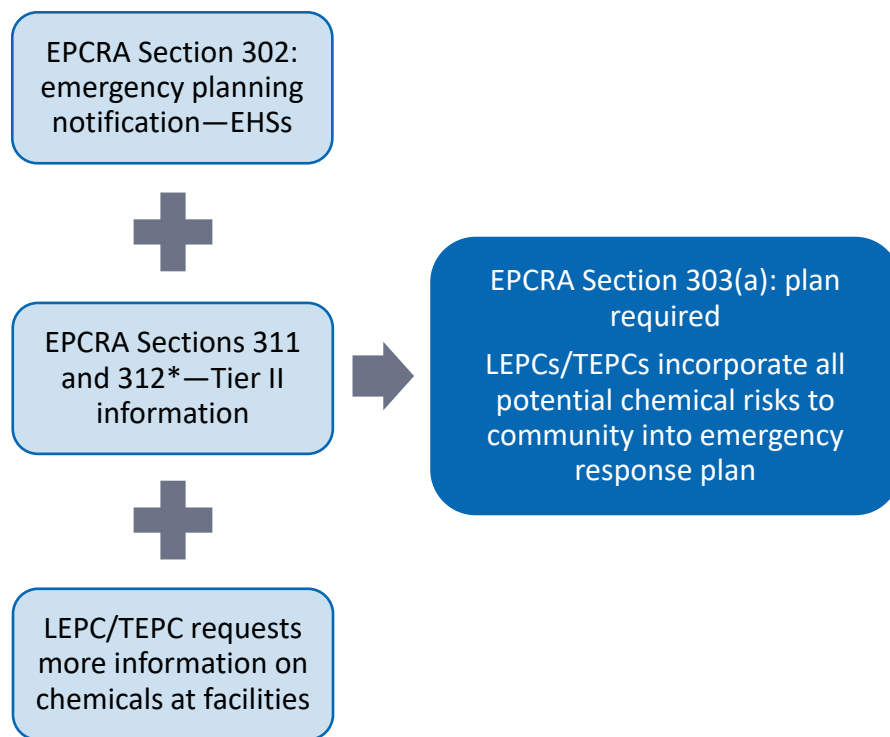 EPCRA Section 302:
emergency planning
notification—EHSs
EPCRA Sections 311
and 312*—Tier II
information
LEPC/TEPC requests
more information on
chemicals at facilities
EPCRA Section 303(a): plan
required
LEPCs/TEPCs incorporate all
potential chemical risks to
community into emergency
response plan